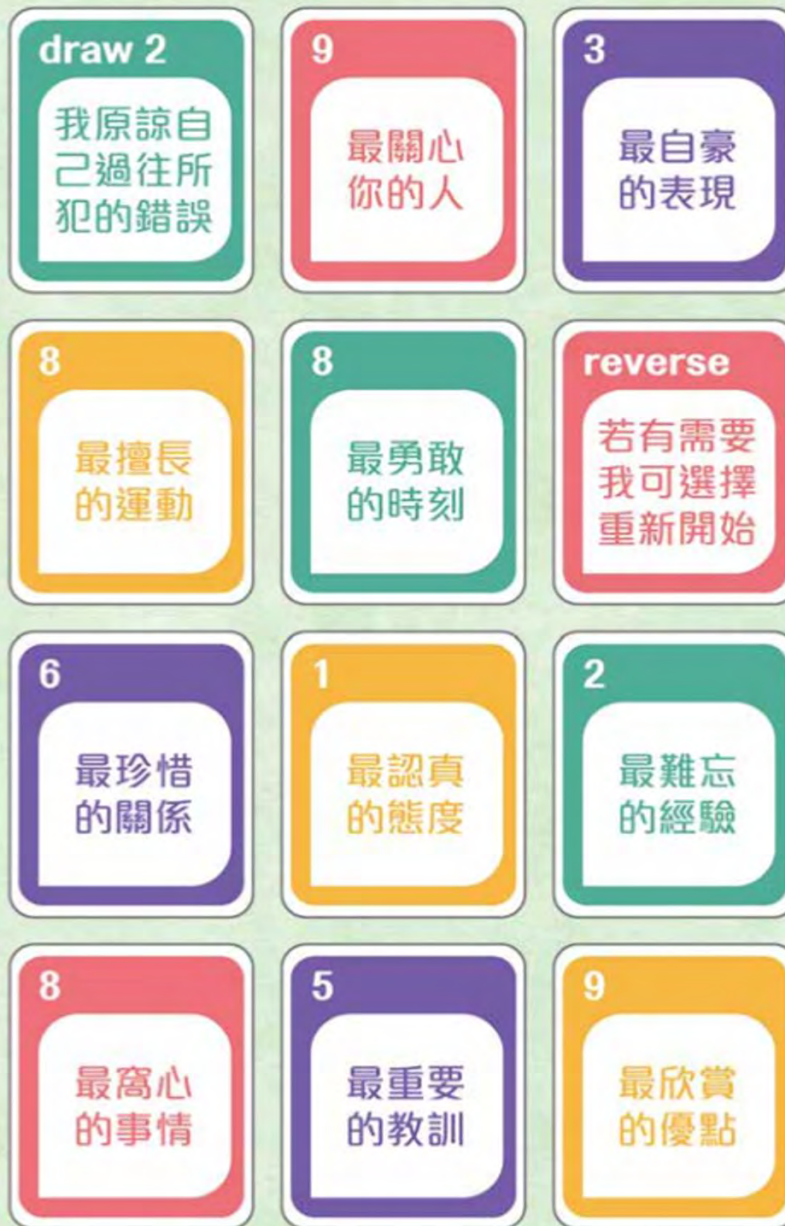 draw 2
我原諒自
己過往所
犯的錯誤
9
最關心
你的人
3
最自豪
的表現
8
最擅長
的運動
8
最勇敢
的時刻
reverse
若有需要
我可選擇
重新開始
6
最珍惜
的關係
1
最認真
的態度
2
最難忘
的經驗
8
最窩心
的事情
5
最重要
的教訓
9
最欣賞
的優點